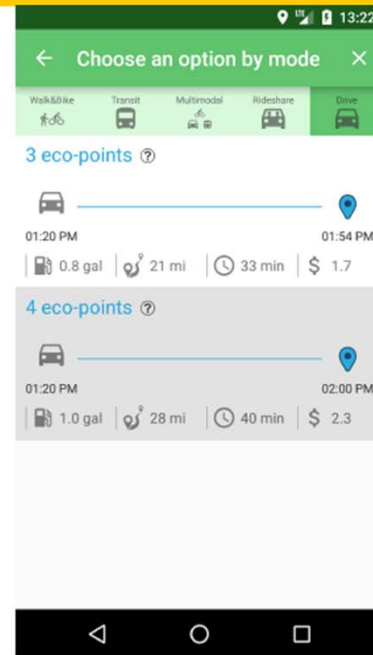 LTE 13:22
Choose an option by mode
Walk&Bike Transit Multimodal Rideshare Drive
3 eco-points ?
01:20 PM 01:54 PM
0.8 gal 21 mi 33 min $ 1.7
4 eco-points ?
01:20 PM 02:00 PM
1.0 gal 28 mi 40 min $ 2.3